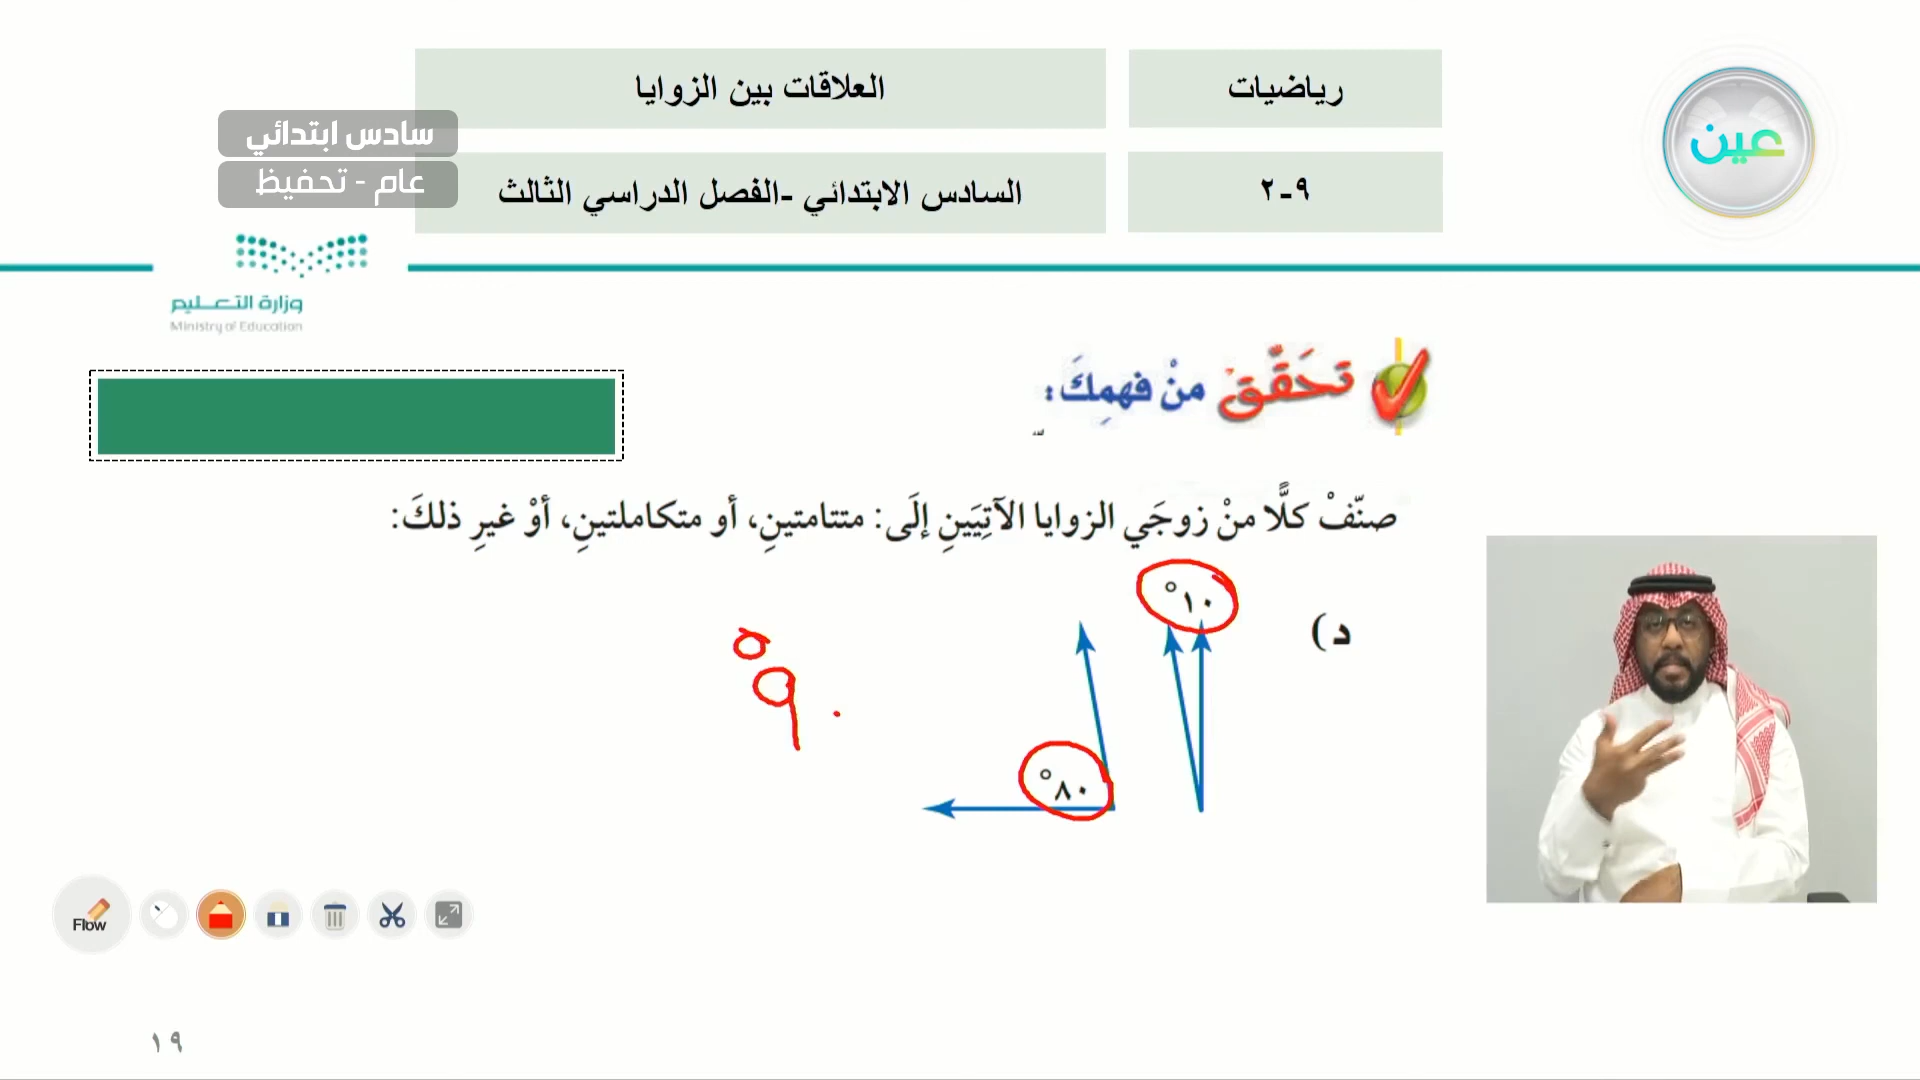 رياضيات
العلاقات بين الزوايا
٩-٢
السادس الابتدائي -الفصل الدراسي الثالث
سادس ابتدائي
عام - تحفيظ
عين
وزارة التعليم
Ministry of Education
تحَقَّقْ منْ فهمِكَ:
صنّفْ كلًّا منْ زوجَي الزوايا الآتِيَينِ إلَى: متتامتينِ، أو متكاملتينِ، أوْ غيرِ ذلكَ:
د)
١٠°
٨٠°
٩٠°
Flow
١٩